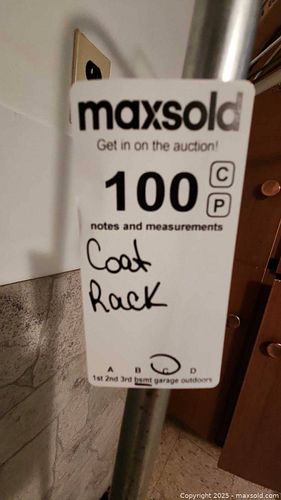 maxsold
Get in on the auction!
100 C
P
notes and measurements
Coat
Rack
A B C D
1st 2nd 3rd bsmt garage outdoors
Copyright 2025 - maxsold.com